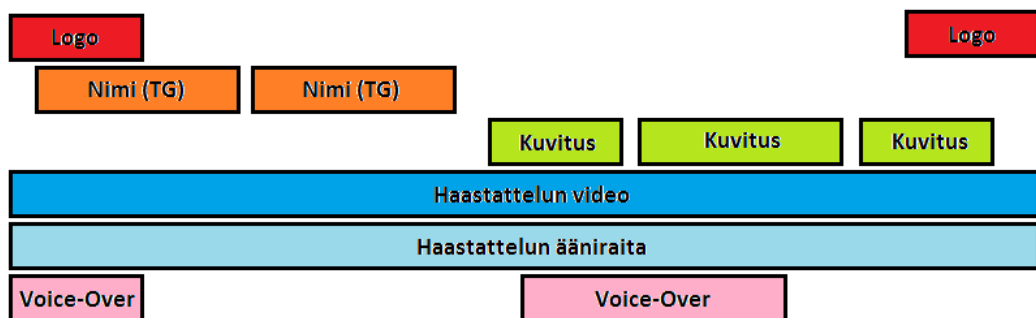 Logo
Logo
Nimi (TG)
Nimi (TG)
Kuvitus
Kuvitus
Kuvitus
Haastattelun video
Haastattelun ääniraita
Voice-Over
Voice-Over